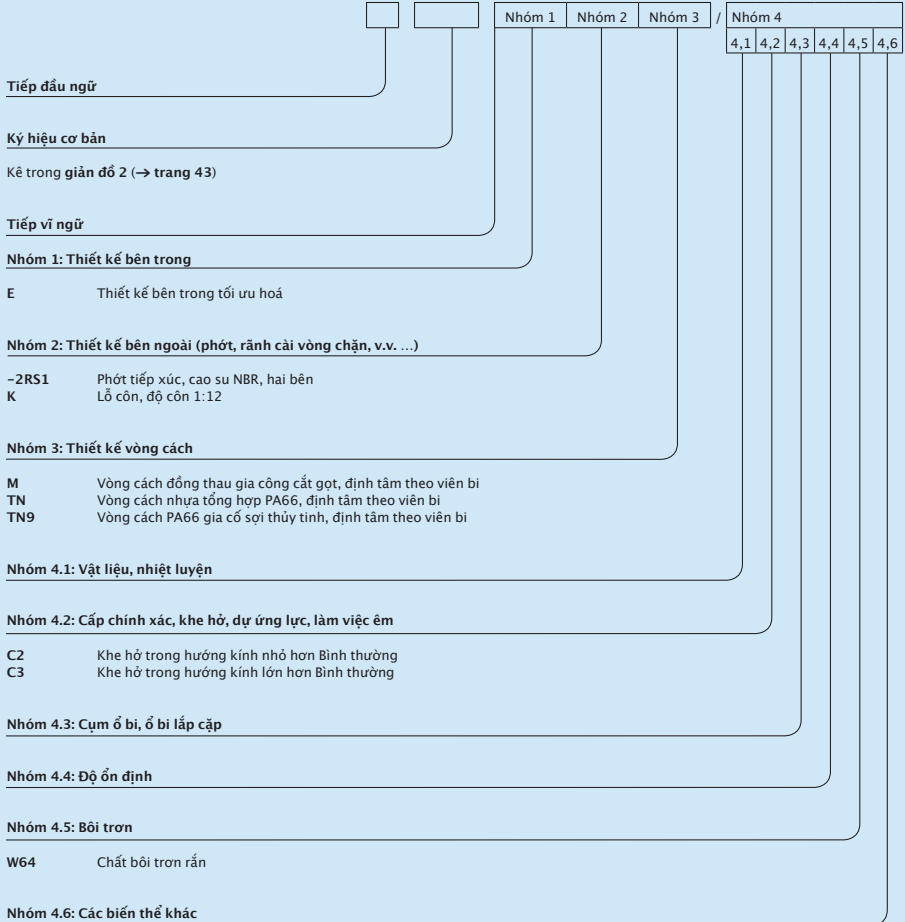 Nhóm 1 Nhóm 2 Nhóm 3 / Nhóm 4
4,1 4,2 4,3 4,4 4,5 4,6
Tiếp đầu ngữ
Ký hiệu cơ bản
Kê trong giản đồ 2 (→ trang 43)
Tiếp vĩ ngữ
Nhóm 1: Thiết kế bên trong
E Thiết kế bên trong tối ưu hoá
Nhóm 2: Thiết kế bên ngoài (phớt, rãnh cài vòng chặn, v.v. ...)
-2RS1 Phớt tiếp xúc, cao su NBR, hai bên
K Lỗ côn, độ côn 1:12
Nhóm 3: Thiết kế vòng cách
M Vòng cách đồng thau gia công cắt gọt, định tâm theo viên bi
TN Vòng cách nhựa tổng hợp PA66, định tâm theo viên bi
TN9 Vòng cách PA66 gia cố sợi thủy tinh, định tâm theo viên bi
Nhóm 4.1: Vật liệu, nhiệt luyện
Nhóm 4.2: Cấp chính xác, khe hở, dự ứng lực, làm việc êm
C2 Khe hở trong hướng kính nhỏ hơn Bình thường
C3 Khe hở trong hướng kính lớn hơn Bình thường
Nhóm 4.3: Cụm ổ bi, ổ bi lắp cặp
Nhóm 4.4: Độ ổn định
Nhóm 4.5: Bôi trơn
W64 Chất bôi trơn rắn
Nhóm 4.6: Các biến thể khác